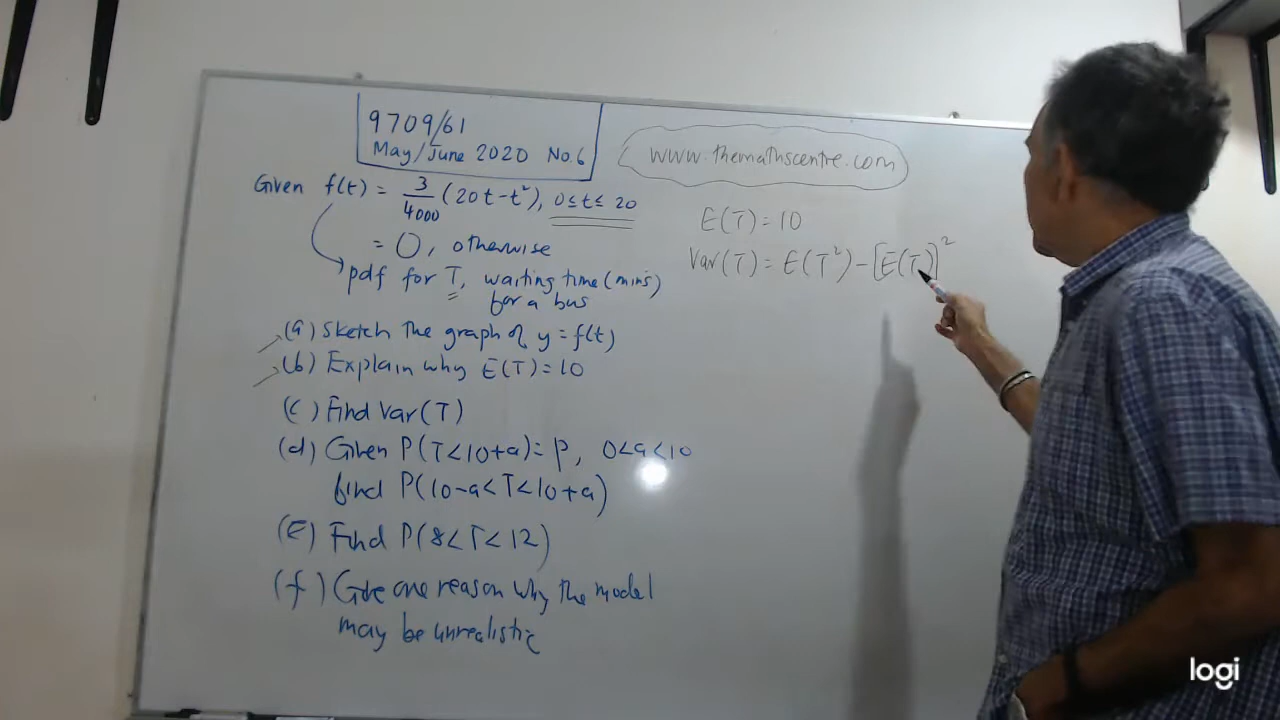 9709/61
May/June 2020 No.6
www.themathscentre.com
Given f(t) = 3/4000 (20t-t²), 0≤t≤20
= 0, otherwise
pdf for T, waiting time (mins)
for a bus
(a) Sketch the graph of y = f(t)
(b) Explain why E(T)=10
(c) Find Var(T)
(d) Given P(T<10+a)=p, 0<a<10
find P(10-a<T<10+a)
(E) Find P(8<T<12)
(f) Give one reason why the model
may be unrealistic
E(T)=10
Var(T) = E(T²) - [E(T)]²
logi